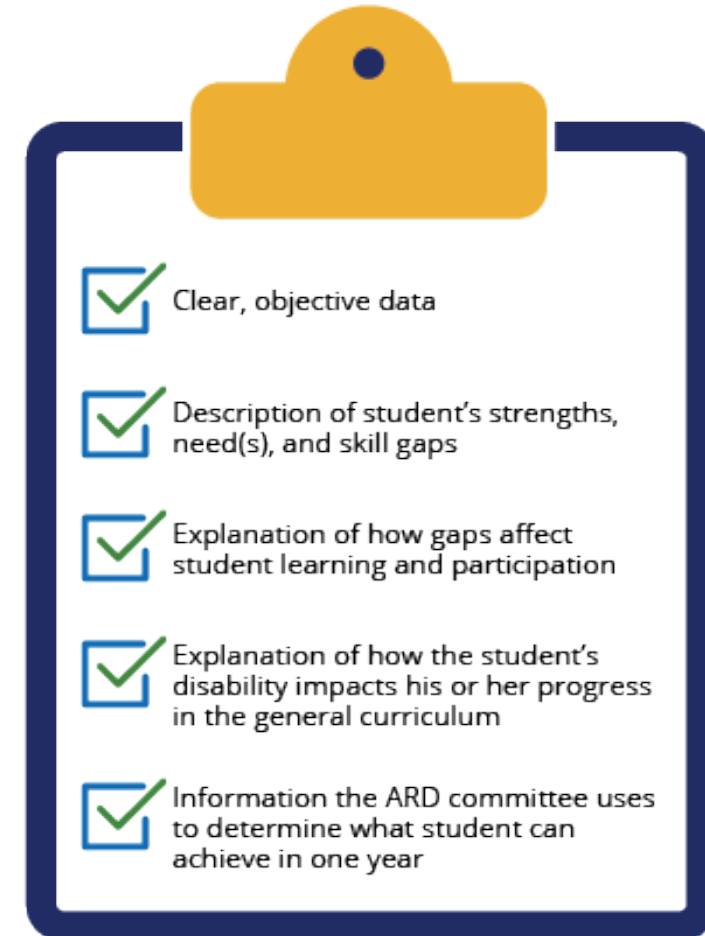 Clear, objective data
Description of student’s strengths,
need(s), and skill gaps
Explanation of how gaps affect
student learning and participation
Explanation of how the student’s
disability impacts his or her progress
in the general curriculum
Information the ARD committee uses
to determine what student can
achieve in one year